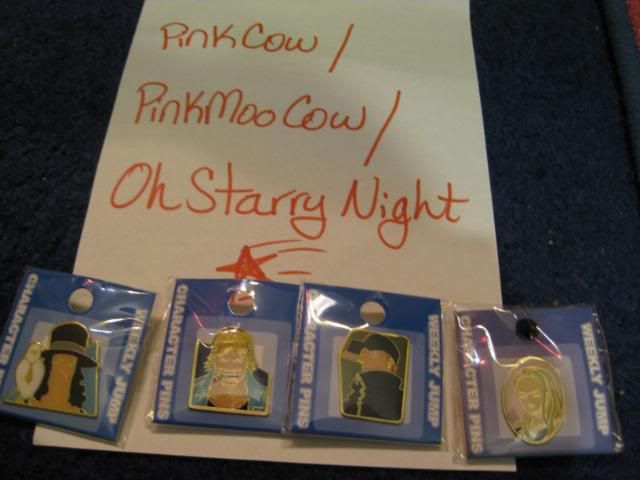 PinkCow /
PinkMooCow /
Oh Starry Night
CHARACTER PINS
CHARACTER PINS
WEEKLY JUMP
CHARACTER PINS
WEEKLY JUMP
CHARACTER PINS
WEEKLY JUMP